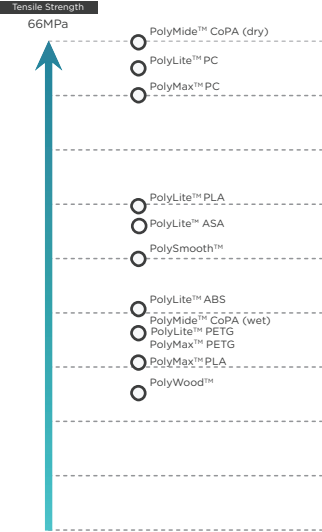 Tensile Strength
66MPa
PolyMide™ CoPA (dry)
PolyLite™ PC
PolyMax™ PC
PolyLite™ PLA
PolyLite™ ASA
PolySmooth™
PolyLite™ ABS
PolyMide™ CoPA (wet)
PolyLite™ PETG
PolyMax™ PETG
PolyMax™ PLA
PolyWood™